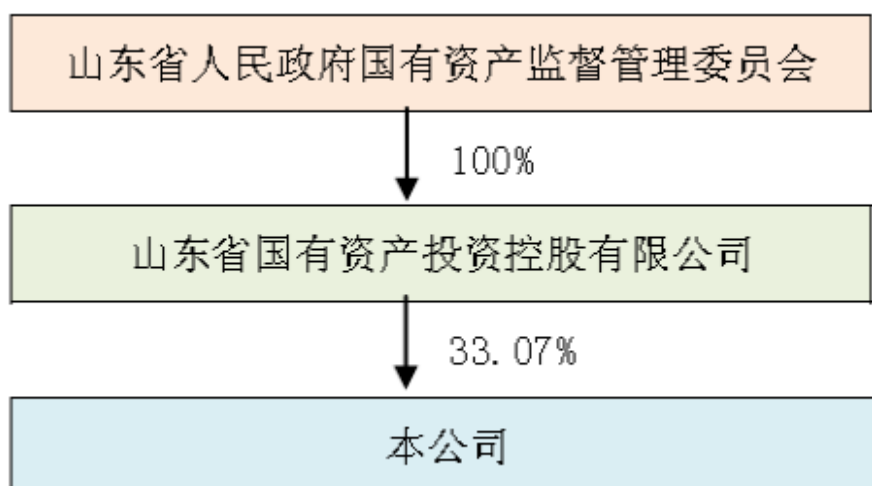 山东省人民政府国有资产监督管理委员会
100%
山东省国有资产投资控股有限公司
33.07%
本公司